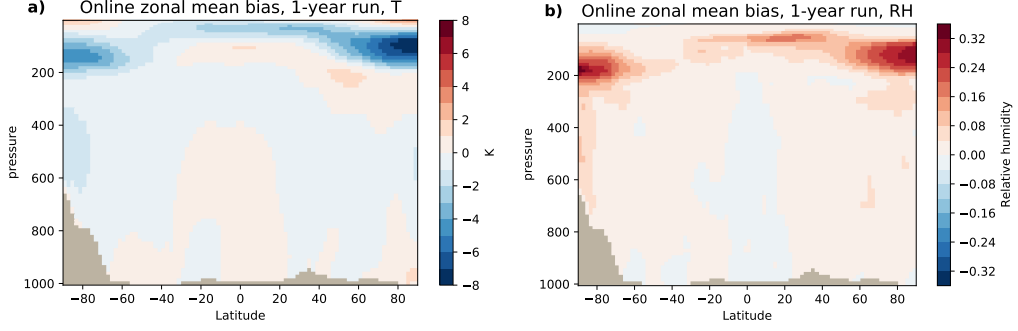 a) Online zonal mean bias, 1-year run, T
pressure
200
400
600
800
1000
−80 −60 −40 −20 0 20 40 60 80
Latitude
8
6
4
2
0
−2
−4
−6
−8
K
b) Online zonal mean bias, 1-year run, RH
pressure
200
400
600
800
1000
−80 −60 −40 −20 0 20 40 60 80
Latitude
0.32
0.24
0.16
0.08
0.00
−0.08
−0.16
−0.24
−0.32
Relative humidity